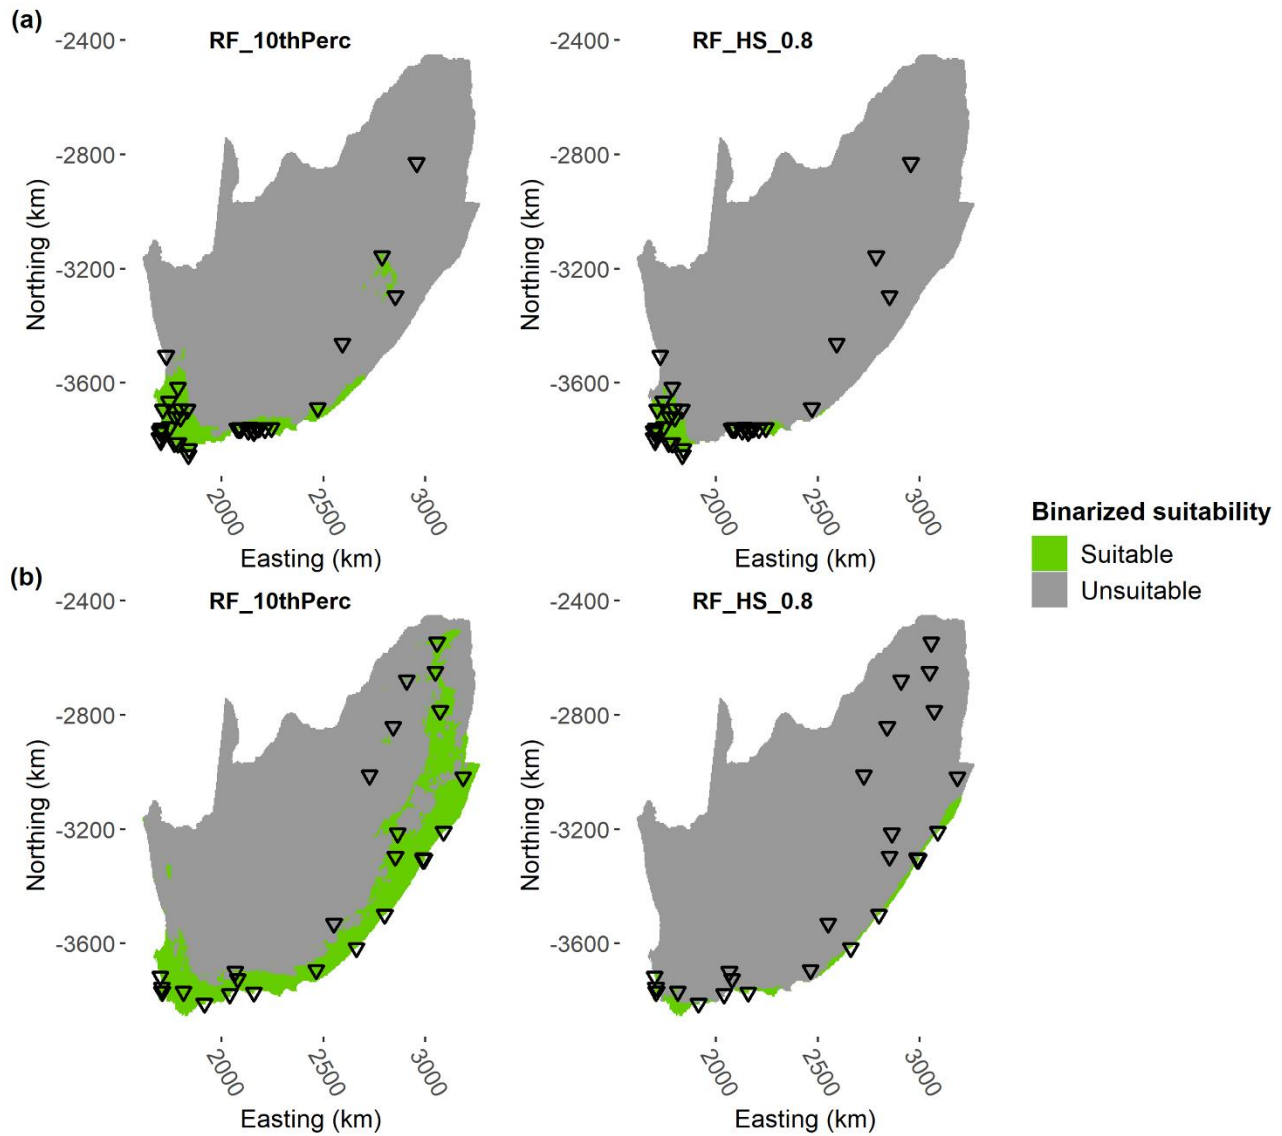 (a)
RF_10thPerc
RF_HS_0.8
-2400
-2800
-3200
-3600
Northing (km)
2000
2500
3000
Easting (km)
-2400
-2800
-3200
-3600
Northing (km)
2000
2500
3000
Easting (km)
Binarized suitability
Suitable
Unsuitable
(b)
RF_10thPerc
RF_HS_0.8
-2400
-2800
-3200
-3600
Northing (km)
2000
2500
3000
Easting (km)
-2400
-2800
-3200
-3600
Northing (km)
2000
2500
3000
Easting (km)